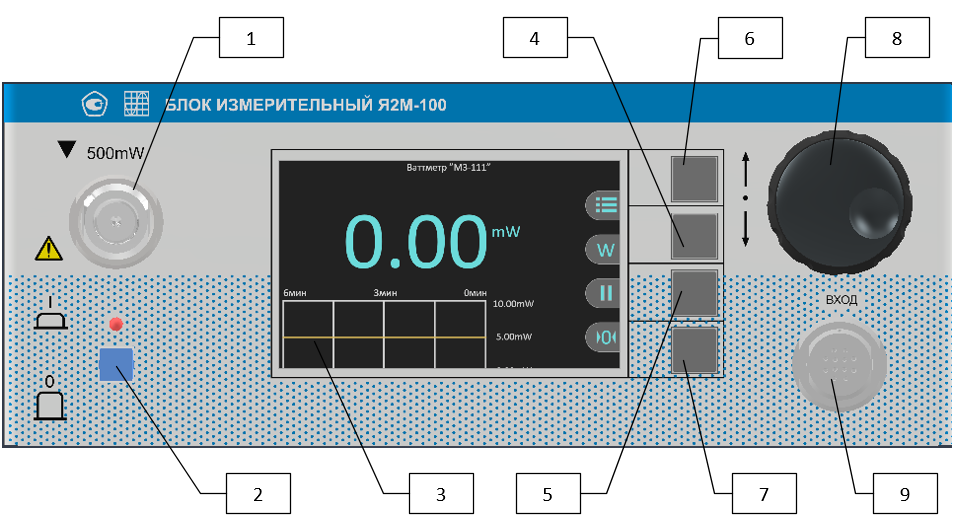 1
4
6
8
БЛОК ИЗМЕРИТЕЛЬНЫЙ Я2М-100
500mW
Ваттметр "М3-111"
0.00 mW
W
6мин 3мин 0мин
10.00mW
5.00mW
0
I
0
ВХОД
2
3
5
7
9